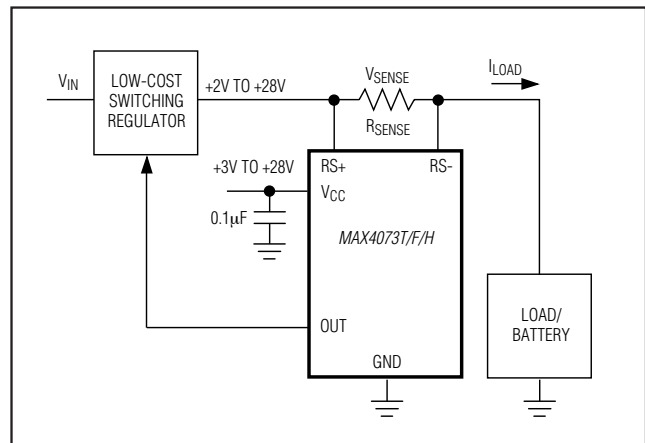 V_IN
LOW-COST
SWITCHING
REGULATOR
+2V TO +28V
V_SENSE
R_SENSE
I_LOAD
+3V TO +28V
RS+
RS-
V_CC
0.1μF
MAX4073T/F/H
OUT
GND
LOAD/
BATTERY